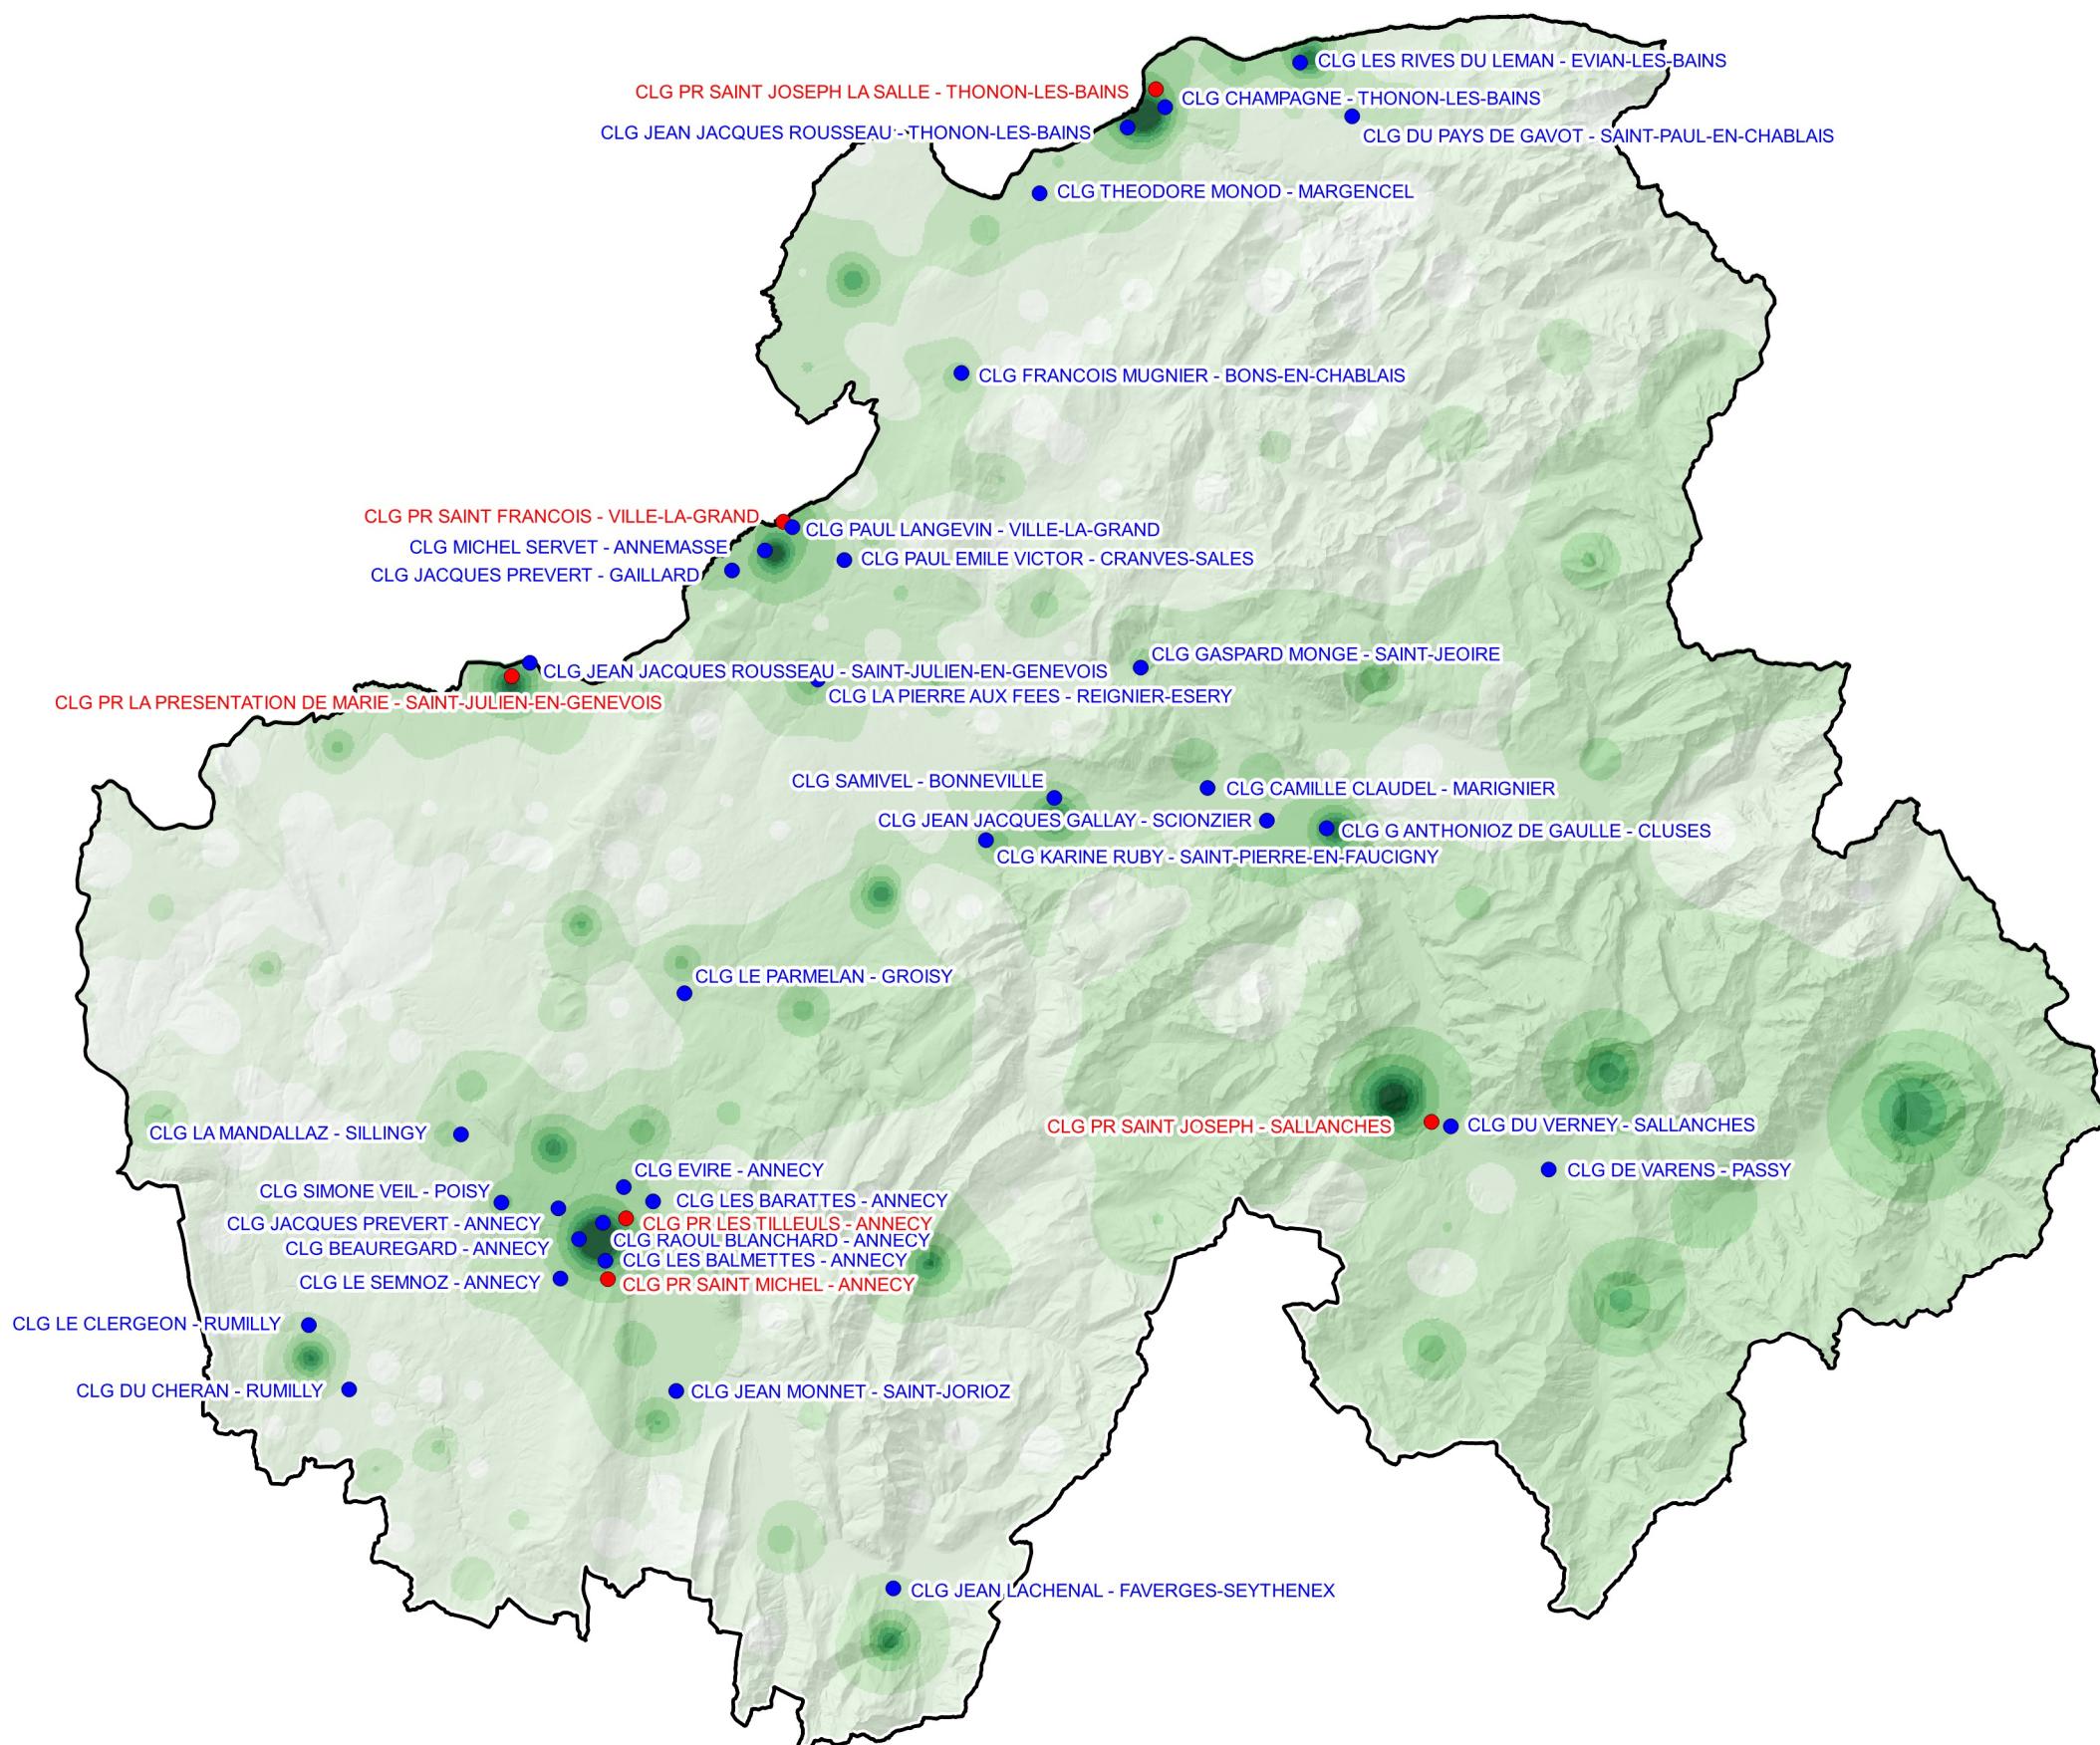 CLG LES RIVES DU LEMAN - EVIAN-LES-BAINS
CLG PR SAINT JOSEPH LA SALLE - THONON-LES-BAINS
CLG CHAMPAGNE - THONON-LES-BAINS
CLG JEAN JACQUES ROUSSEAU - THONON-LES-BAINS
CLG DU PAYS DE GAVOT - SAINT-PAUL-EN-CHABLAIS
CLG THEODORE MONOD - MARGENCEL
CLG FRANCOIS MUGNIER - BONS-EN-CHABLAIS
CLG PR SAINT FRANCOIS - VILLE-LA-GRAND
CLG PAUL LANGEVIN - VILLE-LA-GRAND
CLG MICHEL SERVET - ANNEMASSE
CLG PAUL EMILE VICTOR - CRANVES-SALES
CLG JACQUES PREVERT - GAILLARD
CLG GASPARD MONGE - SAINT-JEOIRE
CLG JEAN JACQUES ROUSSEAU - SAINT-JULIEN-EN-GENEVOIS
CLG LA PIERRE AUX FEES - REIGNIER-ESERY
CLG PR LA PRESENTATION DE MARIE - SAINT-JULIEN-EN-GENEVOIS
CLG SAMIVEL - BONNEVILLE
CLG CAMILLE CLAUDEL - MARIGNIER
CLG JEAN JACQUES GALLAY - SCIONZIER
CLG G ANTHONIOZ DE GAULLE - CLUSES
CLG KARINE RUBY - SAINT-PIERRE-EN-FAUCIGNY
CLG LE PARMELAN - GROISY
CLG PR SAINT JOSEPH - SALLANCHES
CLG DU VERNEY - SALLANCHES
CLG LA MANDALLAZ - SILLINGY
CLG DE VARENS - PASSY
CLG EVIRE - ANNECY
CLG SIMONE VEIL - POISY
CLG LES BARATTES - ANNECY
CLG JACQUES PREVERT - ANNECY
CLG PR LES TILLEULS - ANNECY
CLG RAOUL BLANCHARD - ANNECY
CLG BEAUREGARD - ANNECY
CLG LES BALMETTES - ANNECY
CLG LE SEMNOZ - ANNECY
CLG PR SAINT MICHEL - ANNECY
CLG LE CLERGEON - RUMILLY
CLG DU CHERAN - RUMILLY
CLG JEAN MONNET - SAINT-JORIOZ
CLG JEAN LACHENAL - FAVERGES-SEYTHENEX